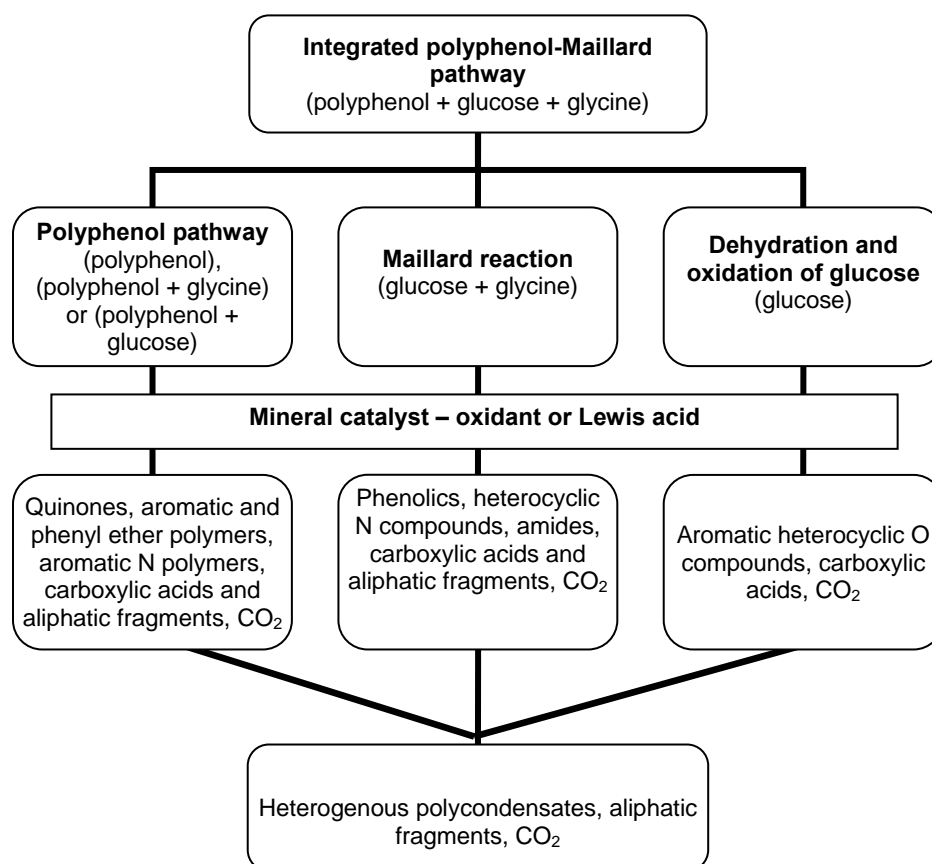 Integrated polyphenol-Maillard
pathway
(polyphenol + glucose + glycine)
Polyphenol pathway
(polyphenol),
(polyphenol + glycine)
or (polyphenol +
glucose)
Maillard reaction
(glucose + glycine)
Dehydration and
oxidation of glucose
(glucose)
Mineral catalyst – oxidant or Lewis acid
Quinones, aromatic and
phenyl ether polymers,
aromatic N polymers,
carboxylic acids and
aliphatic fragments, CO₂
Phenolics, heterocyclic
N compounds, amides,
carboxylic acids and
aliphatic fragments, CO₂
Aromatic heterocyclic O
compounds, carboxylic
acids, CO₂
Heterogenous polycondensates, aliphatic
fragments, CO₂